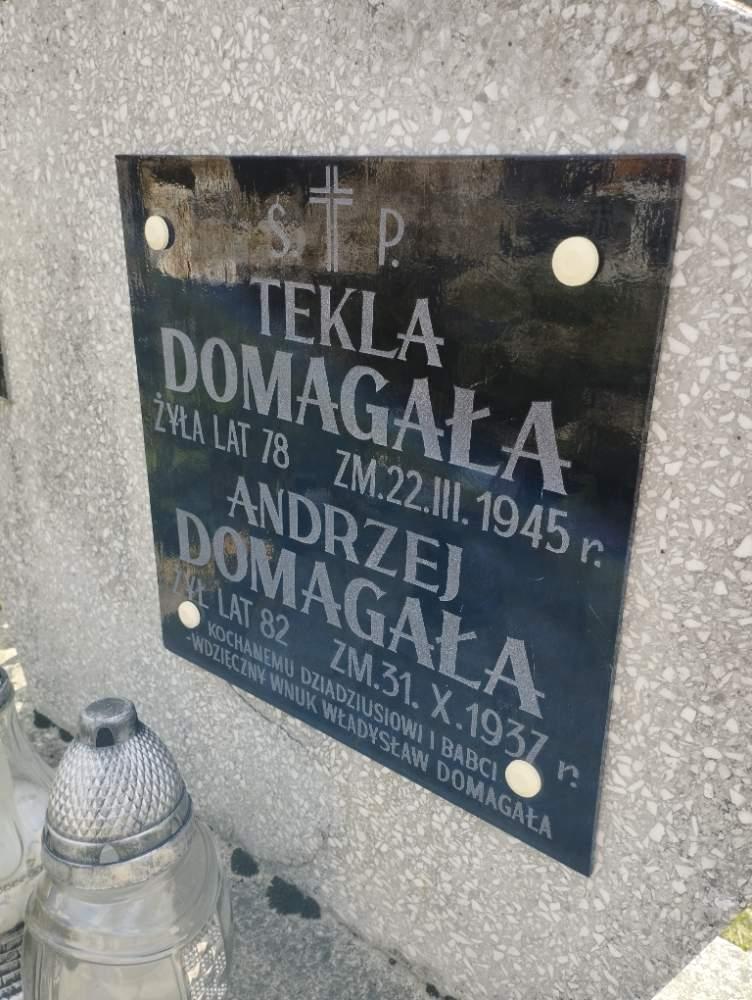 Ś. P.
TEKLA
DOMAGAŁA
ŻYŁA LAT 78 ZM. 22. III. 1945 r.
ANDRZEJ
DOMAGAŁA
ŻYŁ LAT 82 ZM. 31. X. 1937 r.
KOCHANEMU DZIADZIUSIOWI I BABCI
-WDZIĘCZNY WNUK WŁADYSŁAW DOMAGAŁA